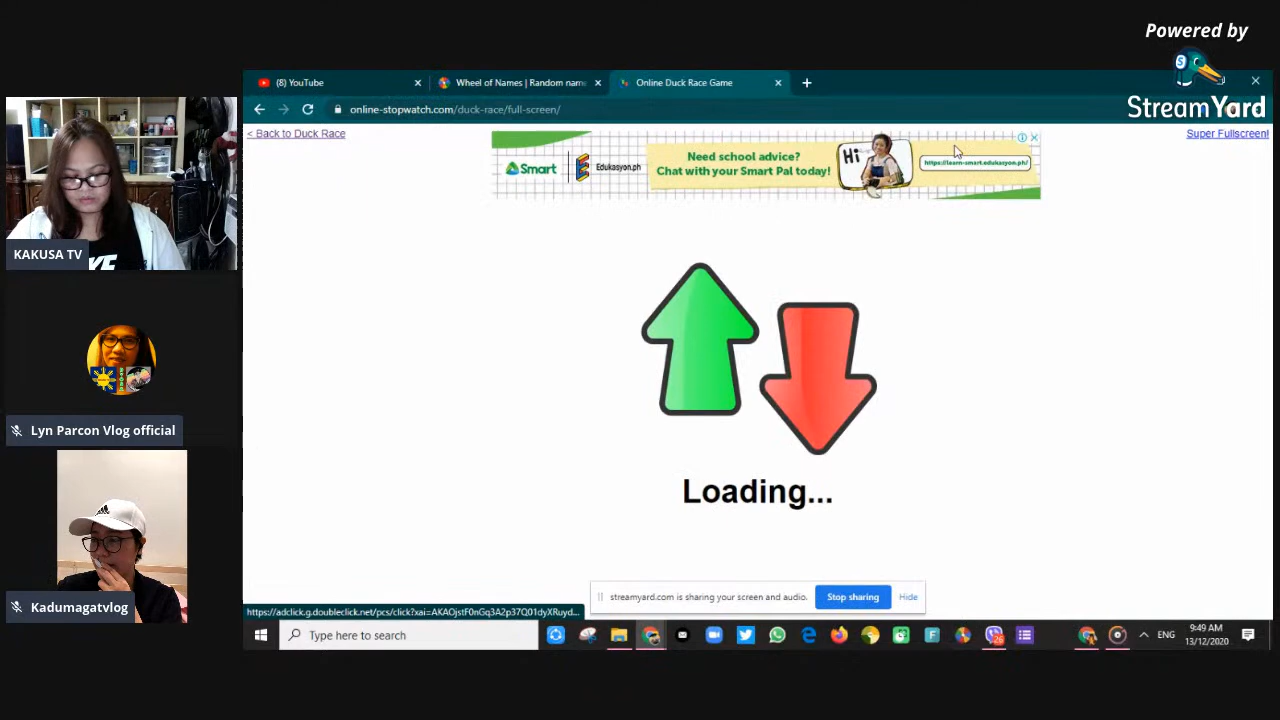 Powered by
StreamYard
(8) YouTube
Wheel of Names | Random name
Online Duck Race Game
online-stopwatch.com/duck-race/full-screen/
< Back to Duck Race
Super Fullscreen!
Smart
Edukasyon.ph
Need school advice?
Chat with your Smart Pal today!
Hi
https://learn-smart.edukasyon.ph/
KAKUSA TV
Lyn Parcon Vlog official
Kadumagatvlog
Loading...
streamyard.com is sharing your screen and audio.
Stop sharing
Hide
Type here to search
ENG
9:49 AM
13/12/2020